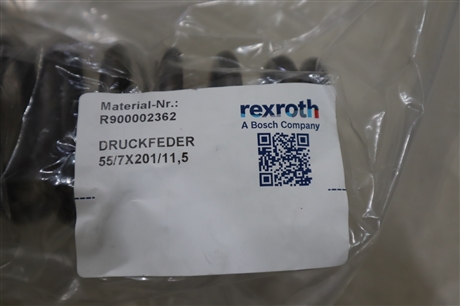 Material-Nr.:
R900002362
DRUCKFEDER
55/7X201/11,5
rexroth
A Bosch Company